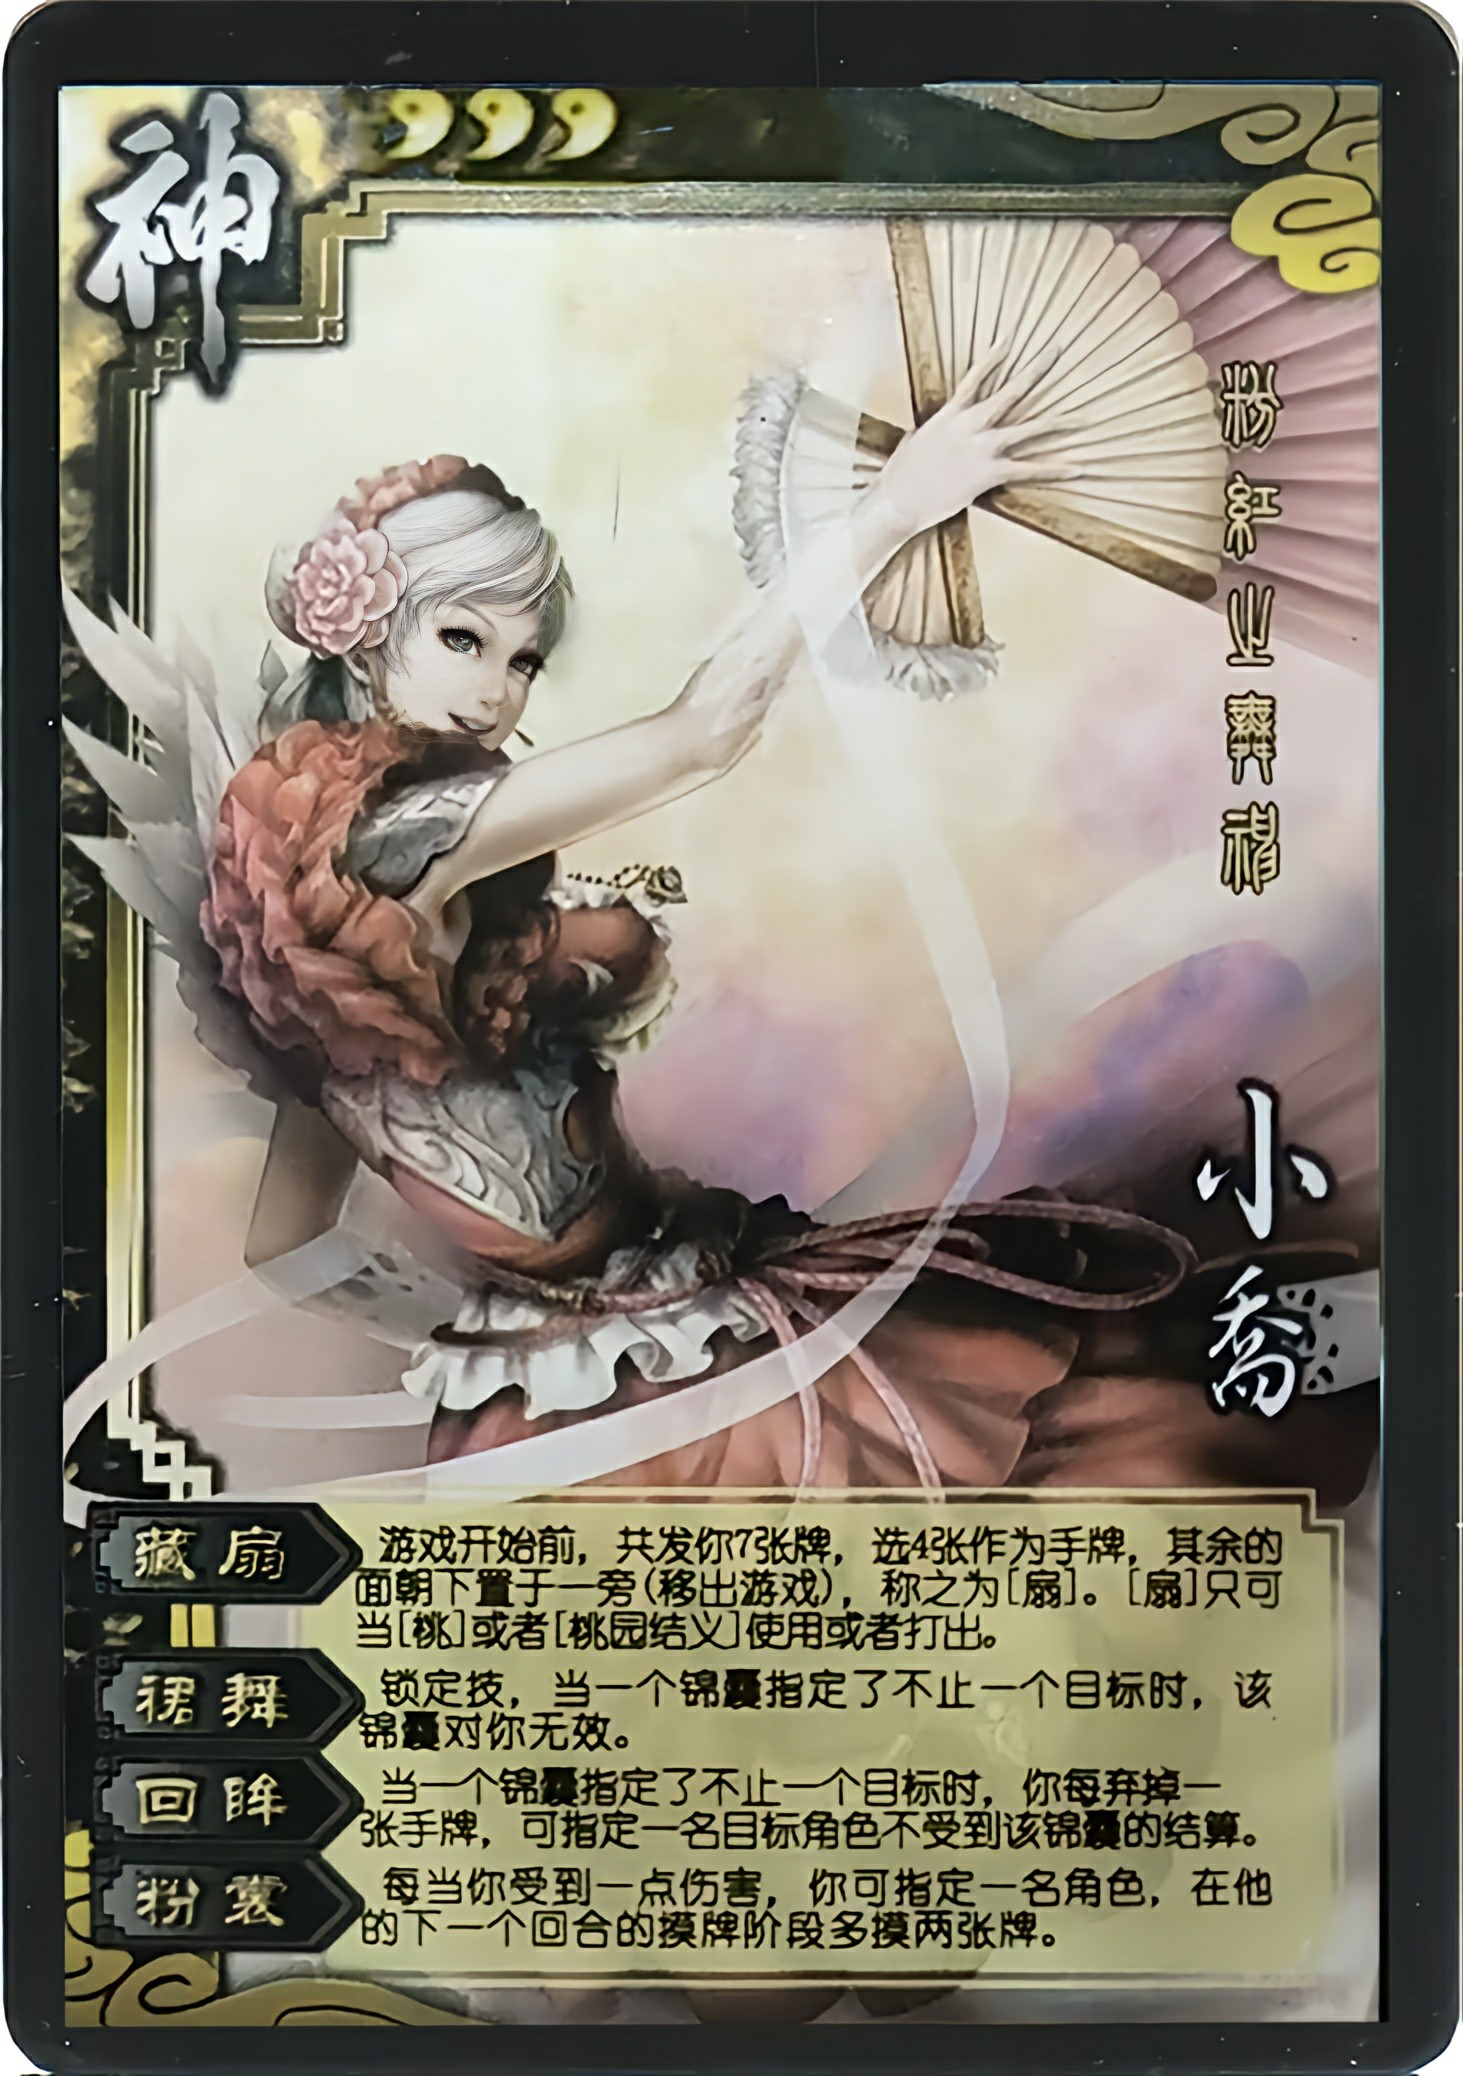 神
粉红之舞神
小乔
藏扇
游戏开始前，共发你7张牌，选4张作为手牌，其余的
面朝下置于一旁(移出游戏)，称之为[扇]。[扇]只可
当[桃]或者[桃园结义]使用或者打出。
裙舞
锁定技，当一个锦囊指定了不止一个目标时，该
锦囊对你无效。
回眸
当一个锦囊指定了不止一个目标时，你每弃掉一
张手牌，可指定一名目标角色不受到该锦囊的结算。
粉裳
每当你受到一点伤害，你可指定一名角色，在他
的下一个回合的摸牌阶段多摸两张牌。